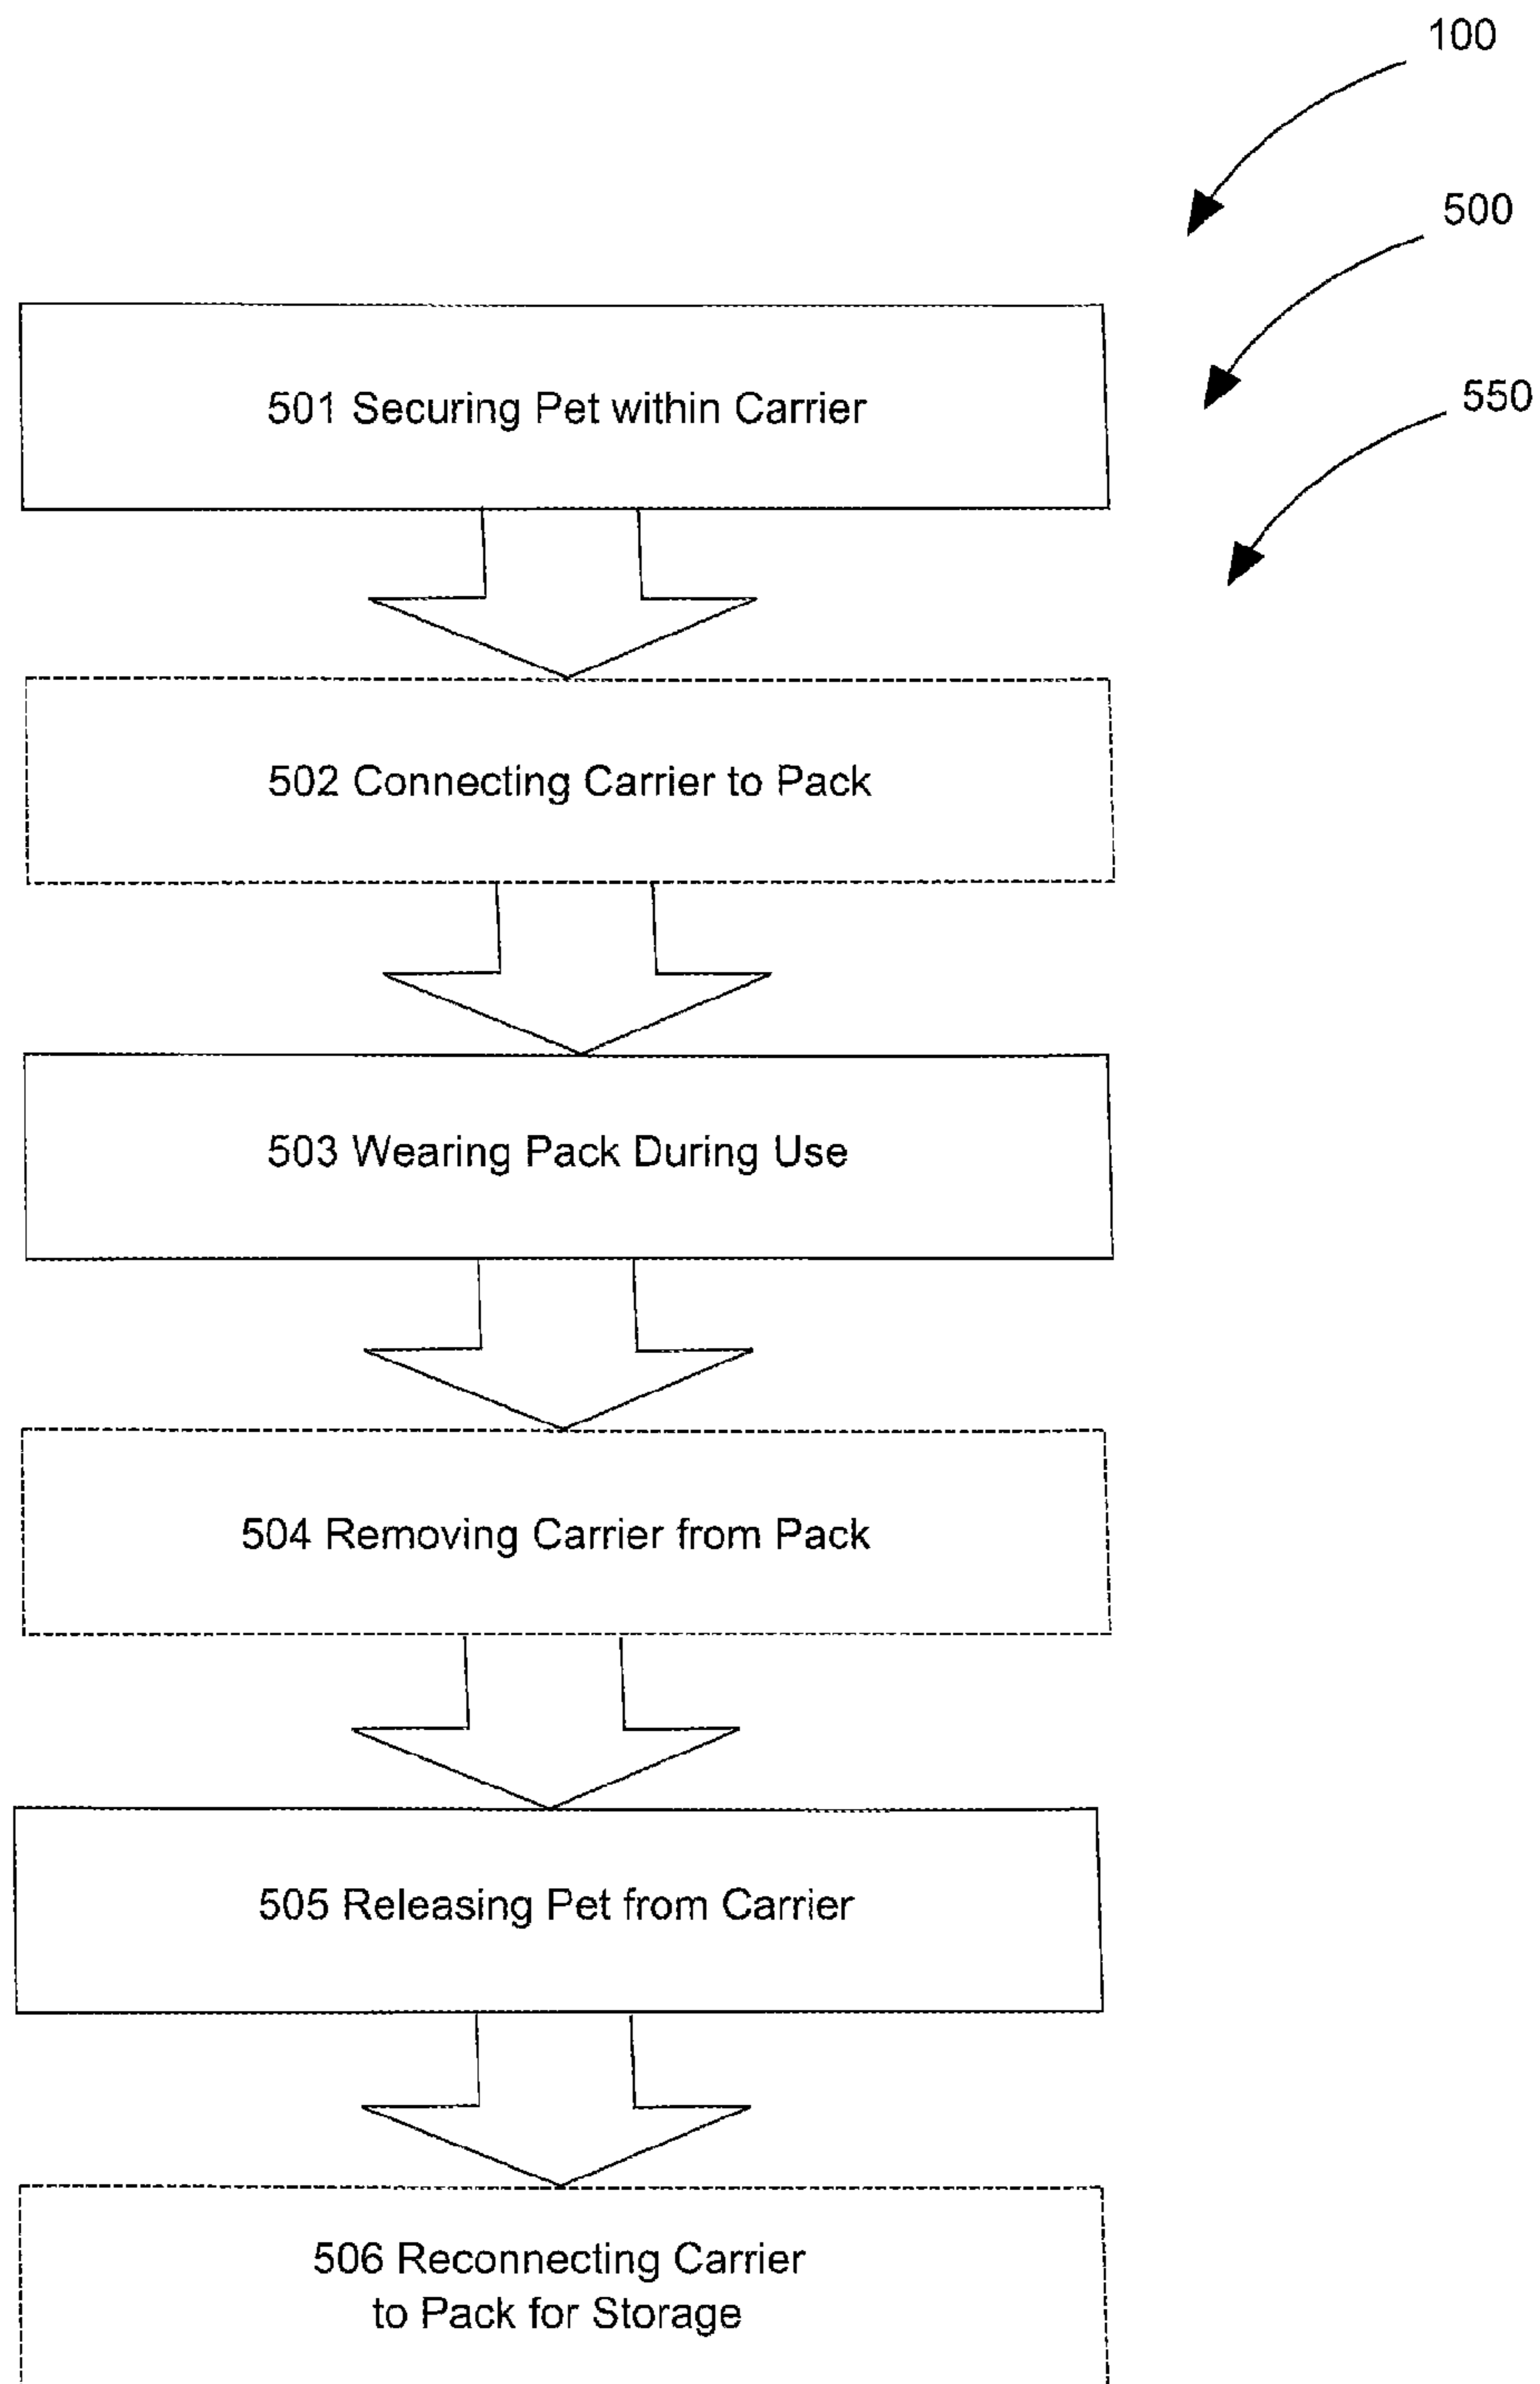 100
500
550
501 Securing Pet within Carrier
502 Connecting Carrier to Pack
503 Wearing Pack During Use
504 Removing Carrier from Pack
505 Releasing Pet from Carrier
506 Reconnecting Carrier
to Pack for Storage